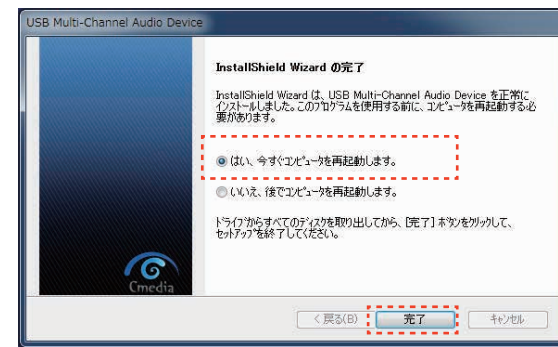 USB Multi-Channel Audio Device
InstallShield Wizard の完了
InstallShield Wizard は、USB Multi-Channel Audio Device を正常に
インストールしました。このプログラムを使用する前に、コンピュータを再起動する必
要があります。
はい、今すぐコンピュータを再起動します。
いいえ、後でコンピュータを再起動します。
ドライブからすべてのディスクを取り出してから、[完了] ボタンをクリックして、
セットアップを終了してください。
Cmedia
< 戻る(B)
完了
キャンセル